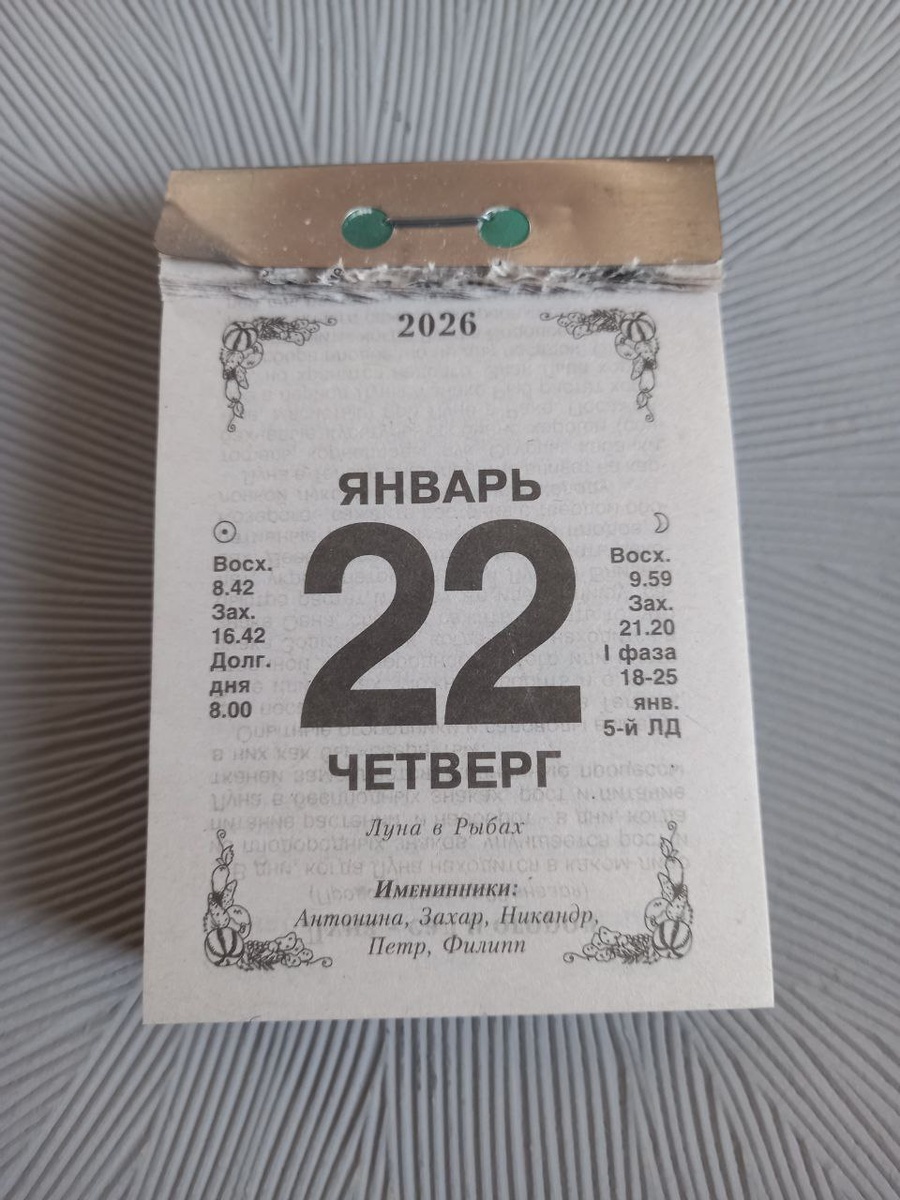 2026
ЯНВАРЬ
22
Восх.
8.42
Зах.
16.42
Долг.
дня
8.00
Восх.
9.59
Зах.
21.20
I фаза
18-25
янв.
5-й ЛД
ЧЕТВЕРГ
Луна в Рыбах
Именинники:
Антонина, Захар, Никандр,
Петр, Филипп